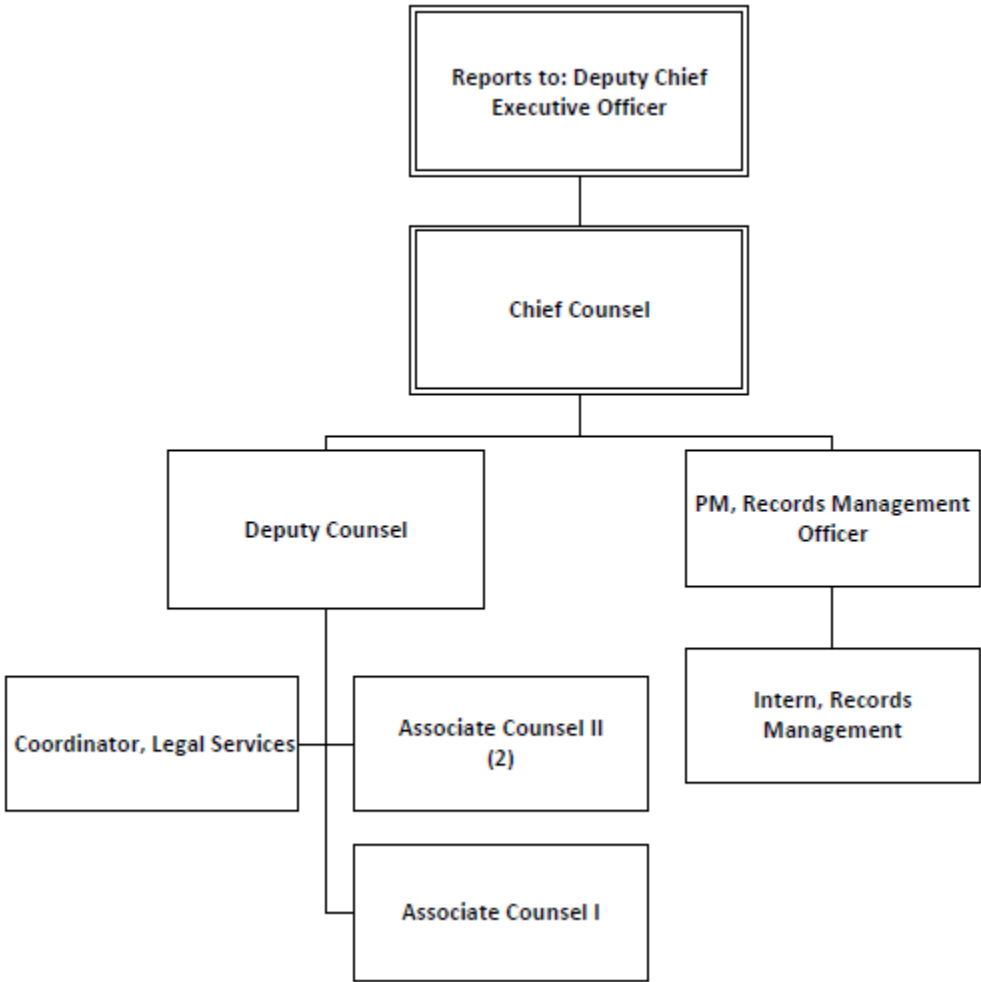 Reports to: Deputy Chief
Executive Officer
Chief Counsel
Deputy Counsel
PM, Records Management
Officer
Coordinator, Legal Services
Associate Counsel II
(2)
Intern, Records
Management
Associate Counsel I